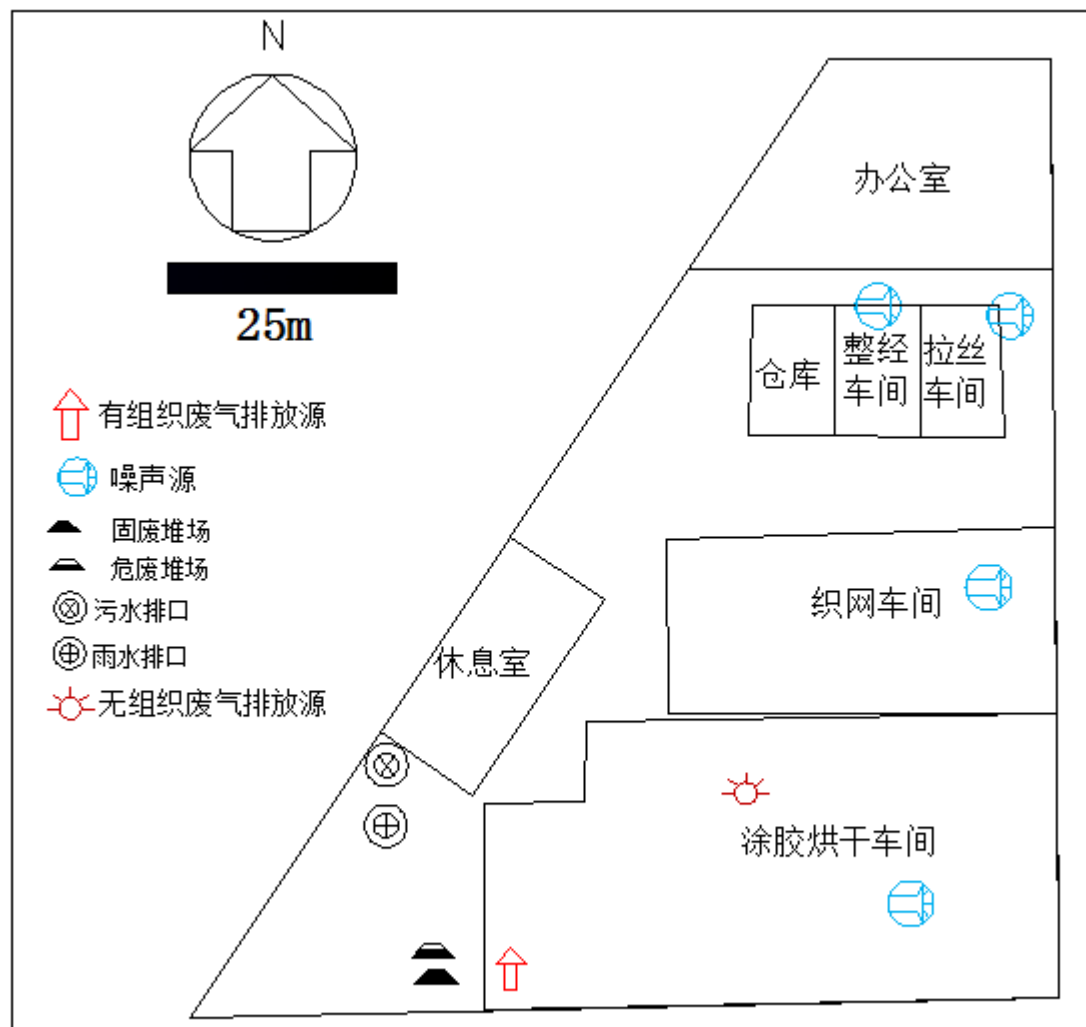 N
25m
有组织废气排放源
噪声源
固废堆场
危废堆场
污水排口
雨水排口
无组织废气排放源
办公室
仓库
整经
车间
拉丝
车间
织网车间
休息室
涂胶烘干车间